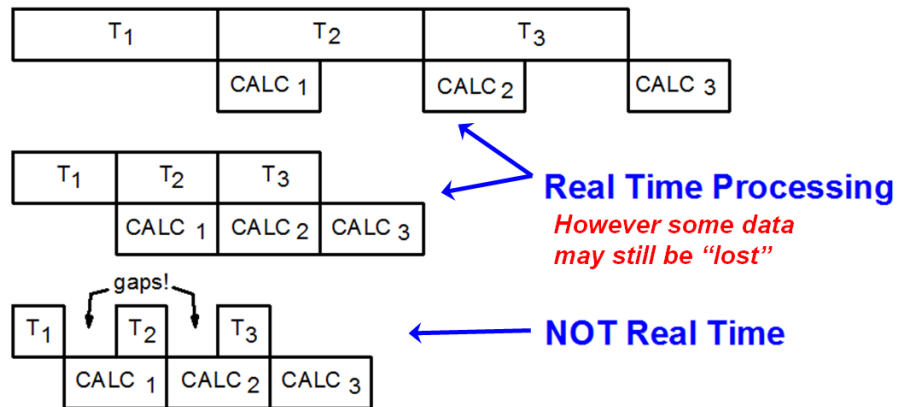 T1 T2 T3
CALC 1 CALC 2 CALC 3
T1 T2 T3
Real Time Processing
CALC 1 CALC 2 CALC 3
However some data
may still be “lost”
gaps!
T1 T2 T3
NOT Real Time
CALC 1 CALC 2 CALC 3